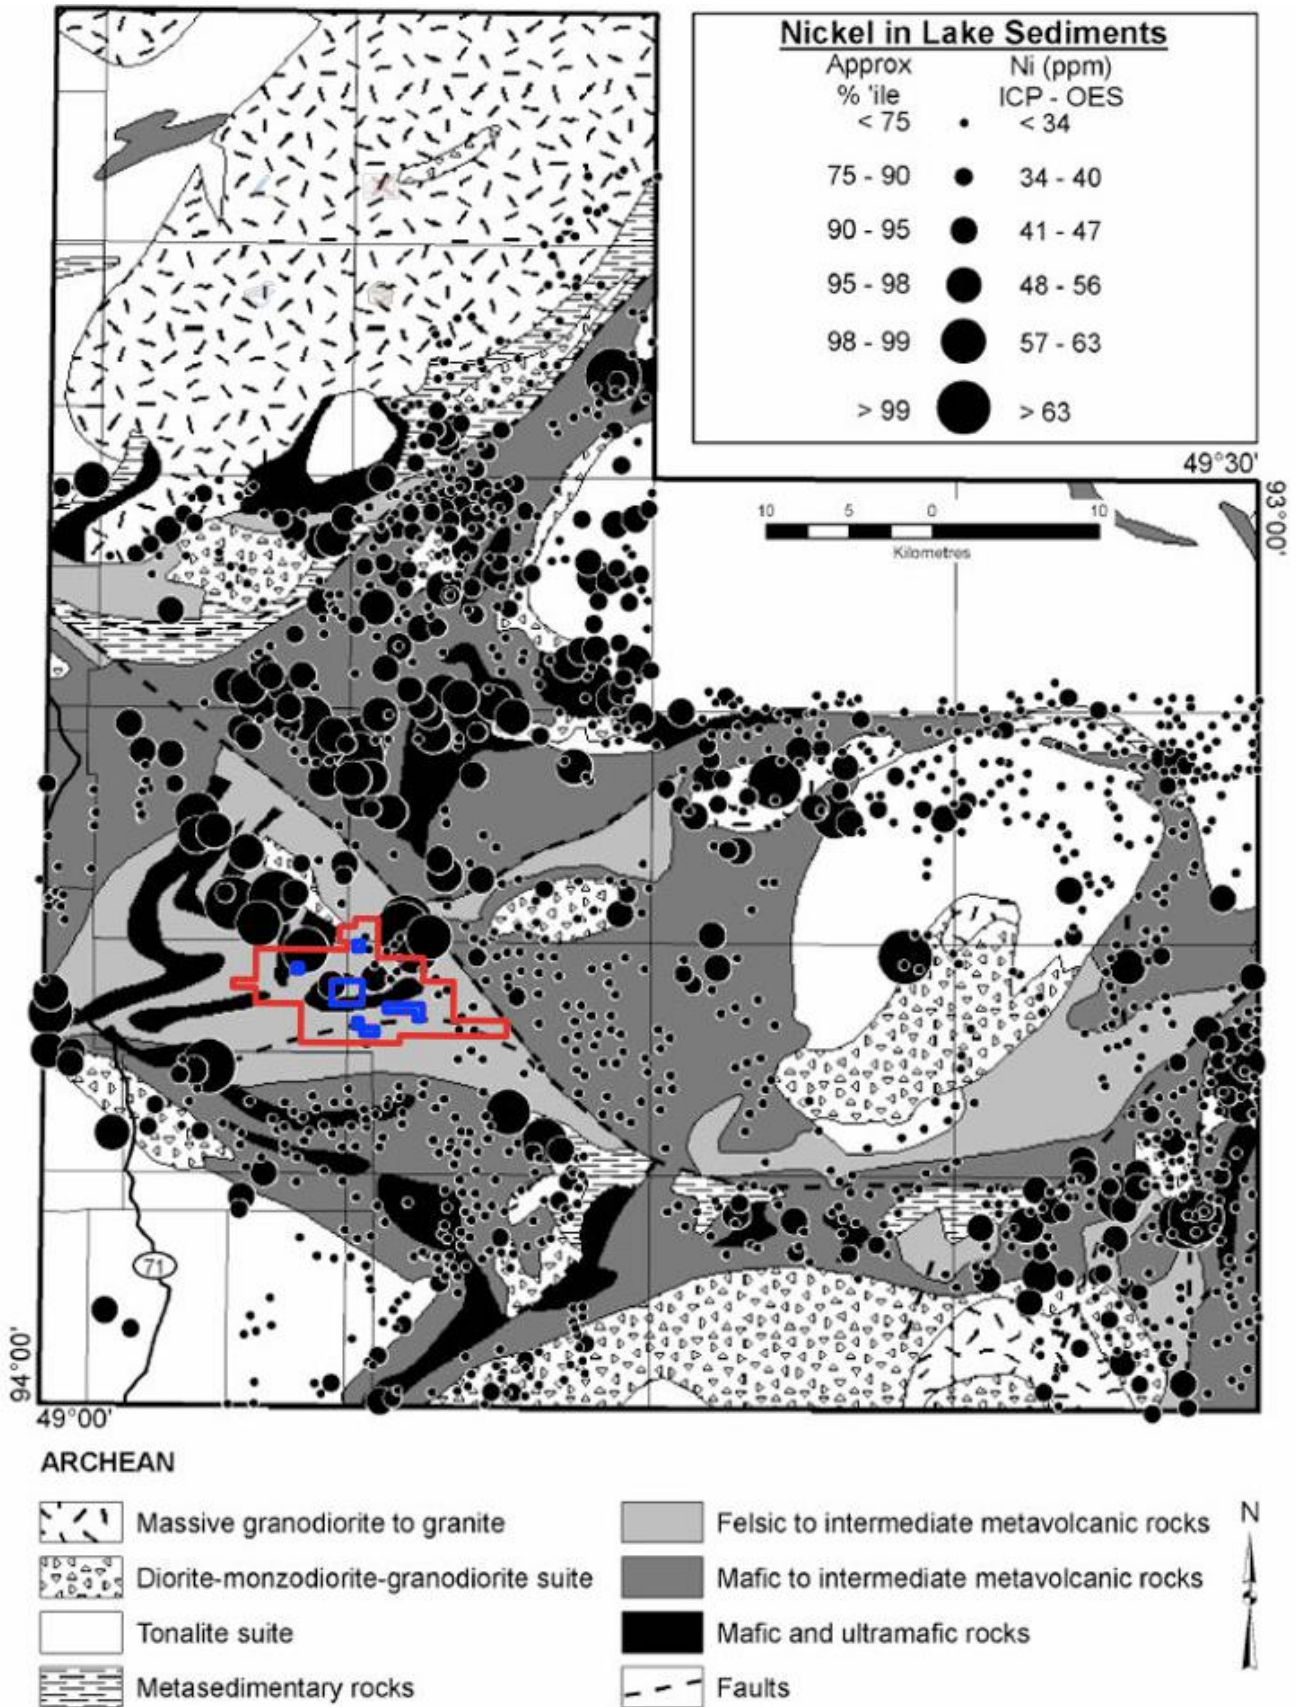 Nickel in Lake Sediments
Approx Ni (ppm)
% 'ile ICP - OES
< 75 < 34
75 - 90 34 - 40
90 - 95 41 - 47
95 - 98 48 - 56
98 - 99 57 - 63
> 99 > 63
49°30'
93°00'
10 5 0 10
Kilometres
71
94°00'
49°00'
ARCHEAN
Massive granodiorite to granite
Diorite-monzodiorite-granodiorite suite
Tonalite suite
Metasedimentary rocks
Felsic to intermediate metavolcanic rocks
Mafic to intermediate metavolcanic rocks
Mafic and ultramafic rocks
Faults
N